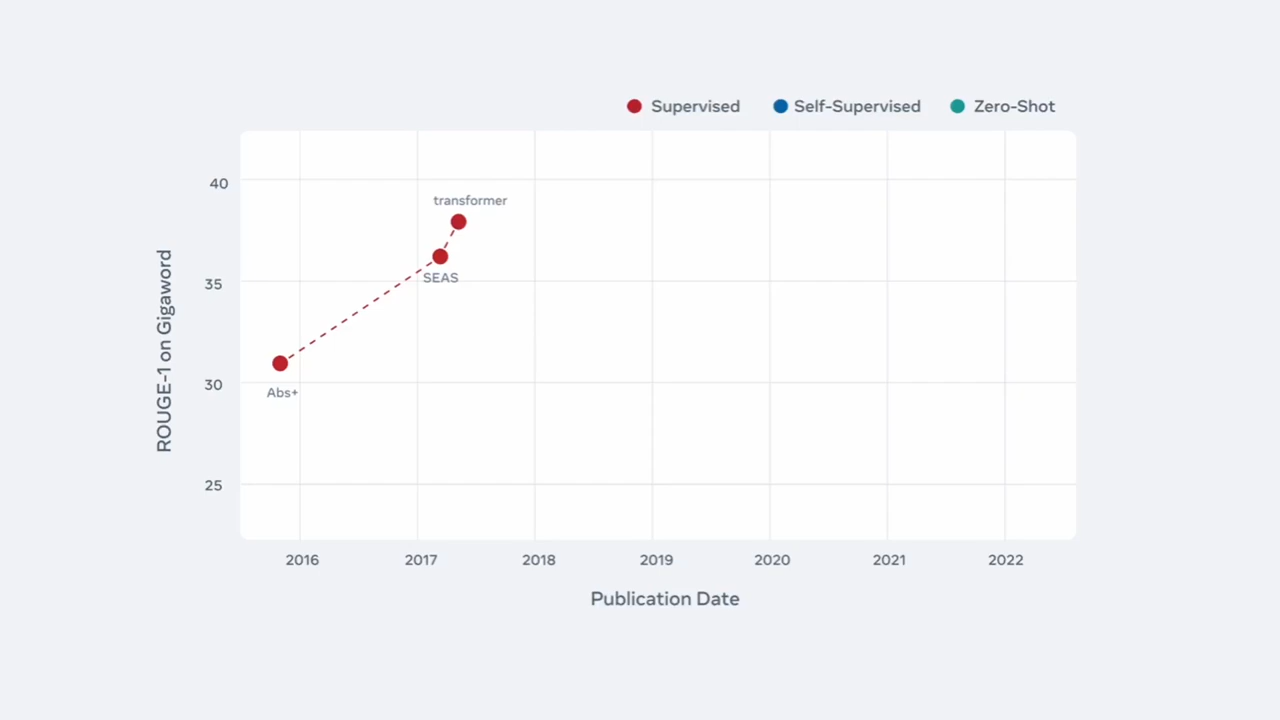 Supervised Self-Supervised Zero-Shot
40
transformer
SEAS
35
ROUGE-1 on Gigaword
30
Abs+
25
2016 2017 2018 2019 2020 2021 2022
Publication Date